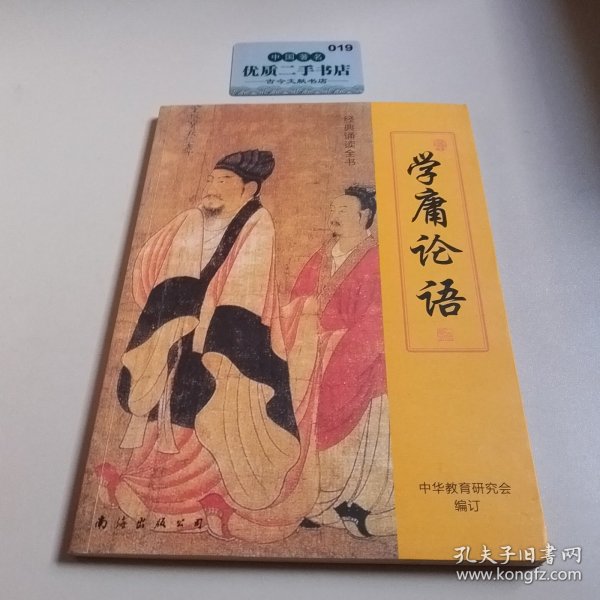 019
中国著名
优质二手书店
古今文献书店
经典诵读全书
学庸论语
中华教育研究会
编订
南海出版公司
孔夫子旧书网
www.kongfz.com